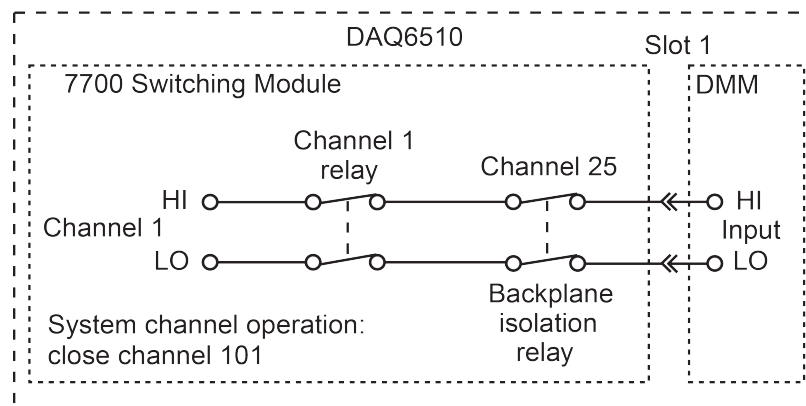 DAQ6510
Slot 1
7700 Switching Module
DMM
Channel 1
relay
Channel 25
HI
HI
Channel 1
Input
LO
LO
Backplane
isolation
relay
System channel operation:
close channel 101